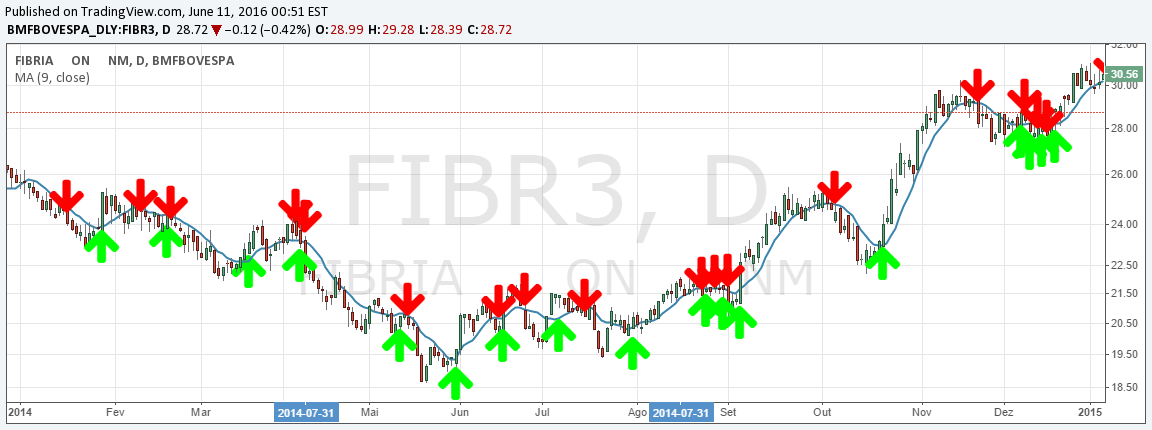 Published on TradingView.com, June 11, 2016 00:51 EST
BMFBOVESPA_DLY:FIBR3, D 28.72 ▼ −0.12 (−0.42%) O:28.99 H:29.28 L:28.39 C:28.72
FIBRIA ON NM, D, BMFBOVESPA
MA (9, close)
FIBR3, D
FIBRIA ON NM
32.00
30.56
30.00
28.00
26.00
24.00
22.50
21.50
20.50
19.50
18.50
2014 Fev Mar 2014-07-31 Mai Jun Jul Ago 2014-07-31 Set Out Nov Dez 2015